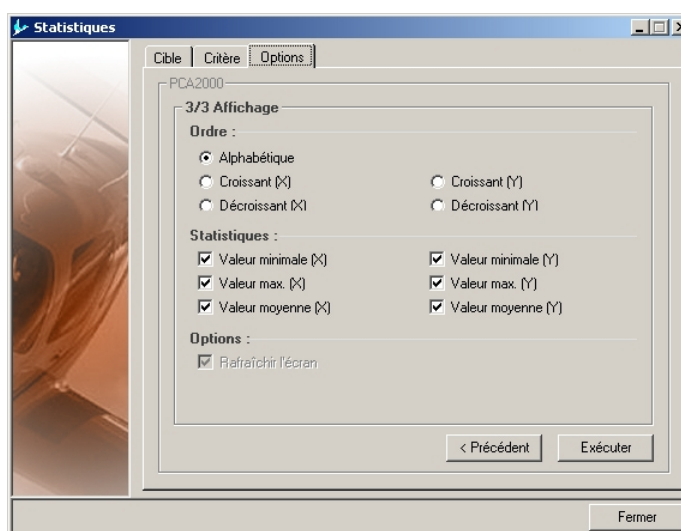 Statistiques
Cible Critère Options
PCA2000
3/3 Affichage
Ordre :
Alphabétique
Croissant (X) Croissant (Y)
Décroissant (X) Décroissant (Y)
Statistiques :
Valeur minimale (X) Valeur minimale (Y)
Valeur max. (X) Valeur max. (Y)
Valeur moyenne (X) Valeur moyenne (Y)
Options :
Rafraîchir l'écran
< Précédent Exécuter
Fermer